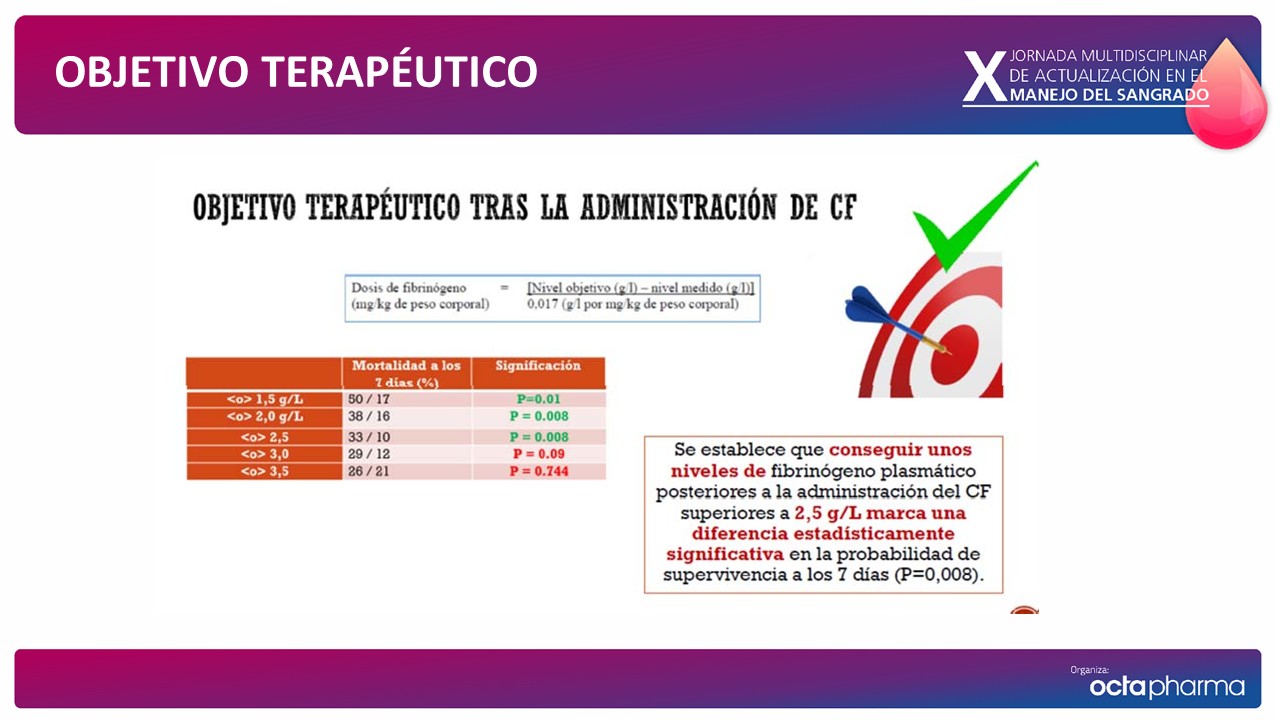 OBJETIVO TERAPÉUTICO
X JORNADA MULTIDISCIPLINAR
DE ACTUALIZACIÓN EN EL
MANEJO DEL SANGRADO
OBJETIVO TERAPÉUTICO TRAS LA ADMINISTRACIÓN DE CF
Dosis de fibrinógeno = [Nivel objetivo (g/l) – nivel medido (g/l)]
(mg/kg de peso corporal) 0,017 (g/l por mg/kg de peso corporal)
Mortalidad a los Significación
7 días (%)
<o> 1,5 g/L 50 / 17 P=0.01
<o> 2,0 g/L 38 / 16 P = 0.008
<o> 2,5 33 / 10 P = 0.008
<o> 3,0 29 / 12 P = 0.09
<o> 3,5 26 / 21 P = 0.744
Se establece que conseguir unos
niveles de fibrinógeno plasmático
posteriores a la administración del CF
superiores a 2,5 g/L marca una
diferencia estadísticamente
significativa en la probabilidad de
supervivencia a los 7 días (P=0,008).
Organiza:
octapharma